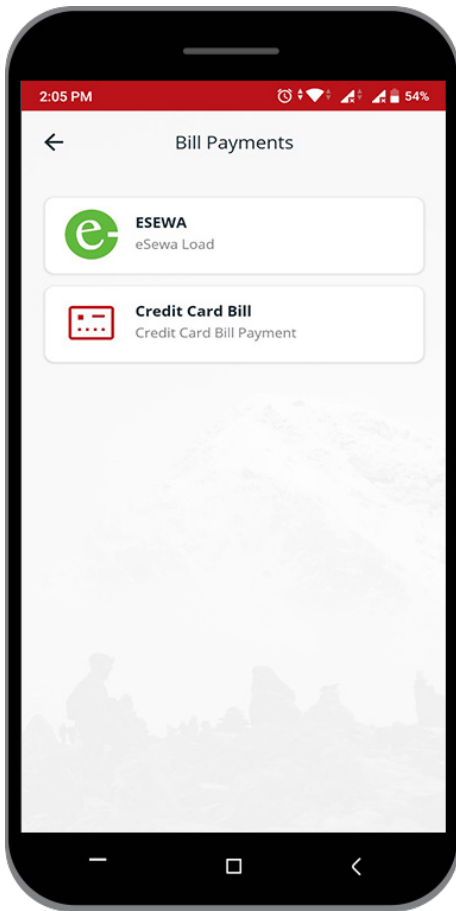 2:05 PM 54%
Bill Payments
ESEWA
eSewa Load
Credit Card Bill
Credit Card Bill Payment